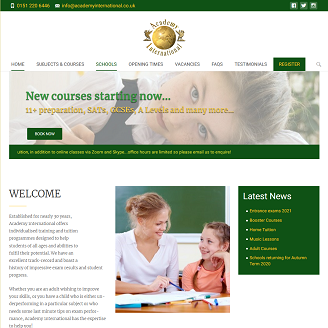 0151 220 6446 info@academyinternational.co.uk
Academy
International
HOME SUBJECTS & COURSES SCHOOLS OPENING TIMES VACANCIES FAQS TESTIMONIALS REGISTER
New courses starting now...
11+ preparation, SATs, GCSEs, A Levels and many more...
BOOK NOW
ution, in addition to online classes via Zoom and Skype. ..office hours are limited so please email us to enquire!
WELCOME
Established for nearly 30 years,
Academy International offers
individualised training and tuition
programmes designed to help
students of all ages and abilities to
fulfil their potential. We have an
excellent track-record and boast a
history of impressive exam results and student
progress.
Whether you are an adult wishing to improve
your skills, or you have a child who is either un-
derperforming in a particular subject or who
needs some last minute tips on exam perfor-
mance, Academy International has the expertise
to help you!
Latest News
Entrance exams 2021
Booster Courses
Home Tuition
Music Lessons
Adult Courses
Schools returning for Autumn
Term 2020